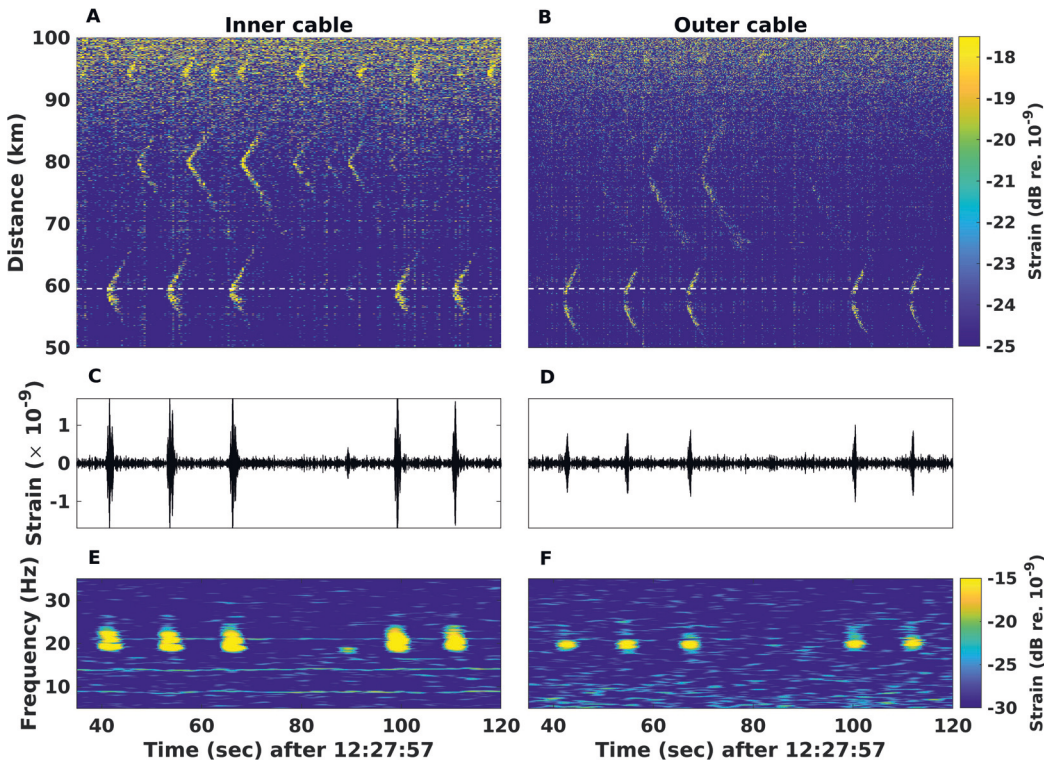 A
B
Inner cable
Outer cable
100
90
80
70
60
50
Distance (km)
-18
-19
-20
-21
-22
-23
-24
-25
Strain (dB re. 10-9)
C
D
1
0
-1
Strain (× 10-9)
E
F
30
20
10
Frequency (Hz)
40 60 80 100 120
40 60 80 100 120
Time (sec) after 12:27:57
Time (sec) after 12:27:57
-15
-20
-25
-30
Strain (dB re. 10-9)